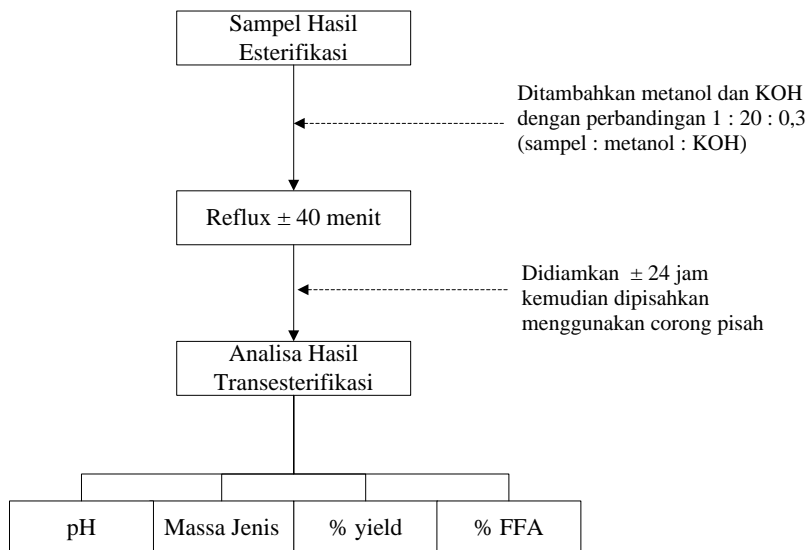 Sampel Hasil
Esterifikasi
Ditambahkan metanol dan KOH
dengan perbandingan 1 : 20 : 0,3
(sampel : metanol : KOH)
Reflux ± 40 menit
Didiamkan ± 24 jam
kemudian dipisahkan
menggunakan corong pisah
Analisa Hasil
Transesterifikasi
pH
Massa Jenis
% yield
% FFA